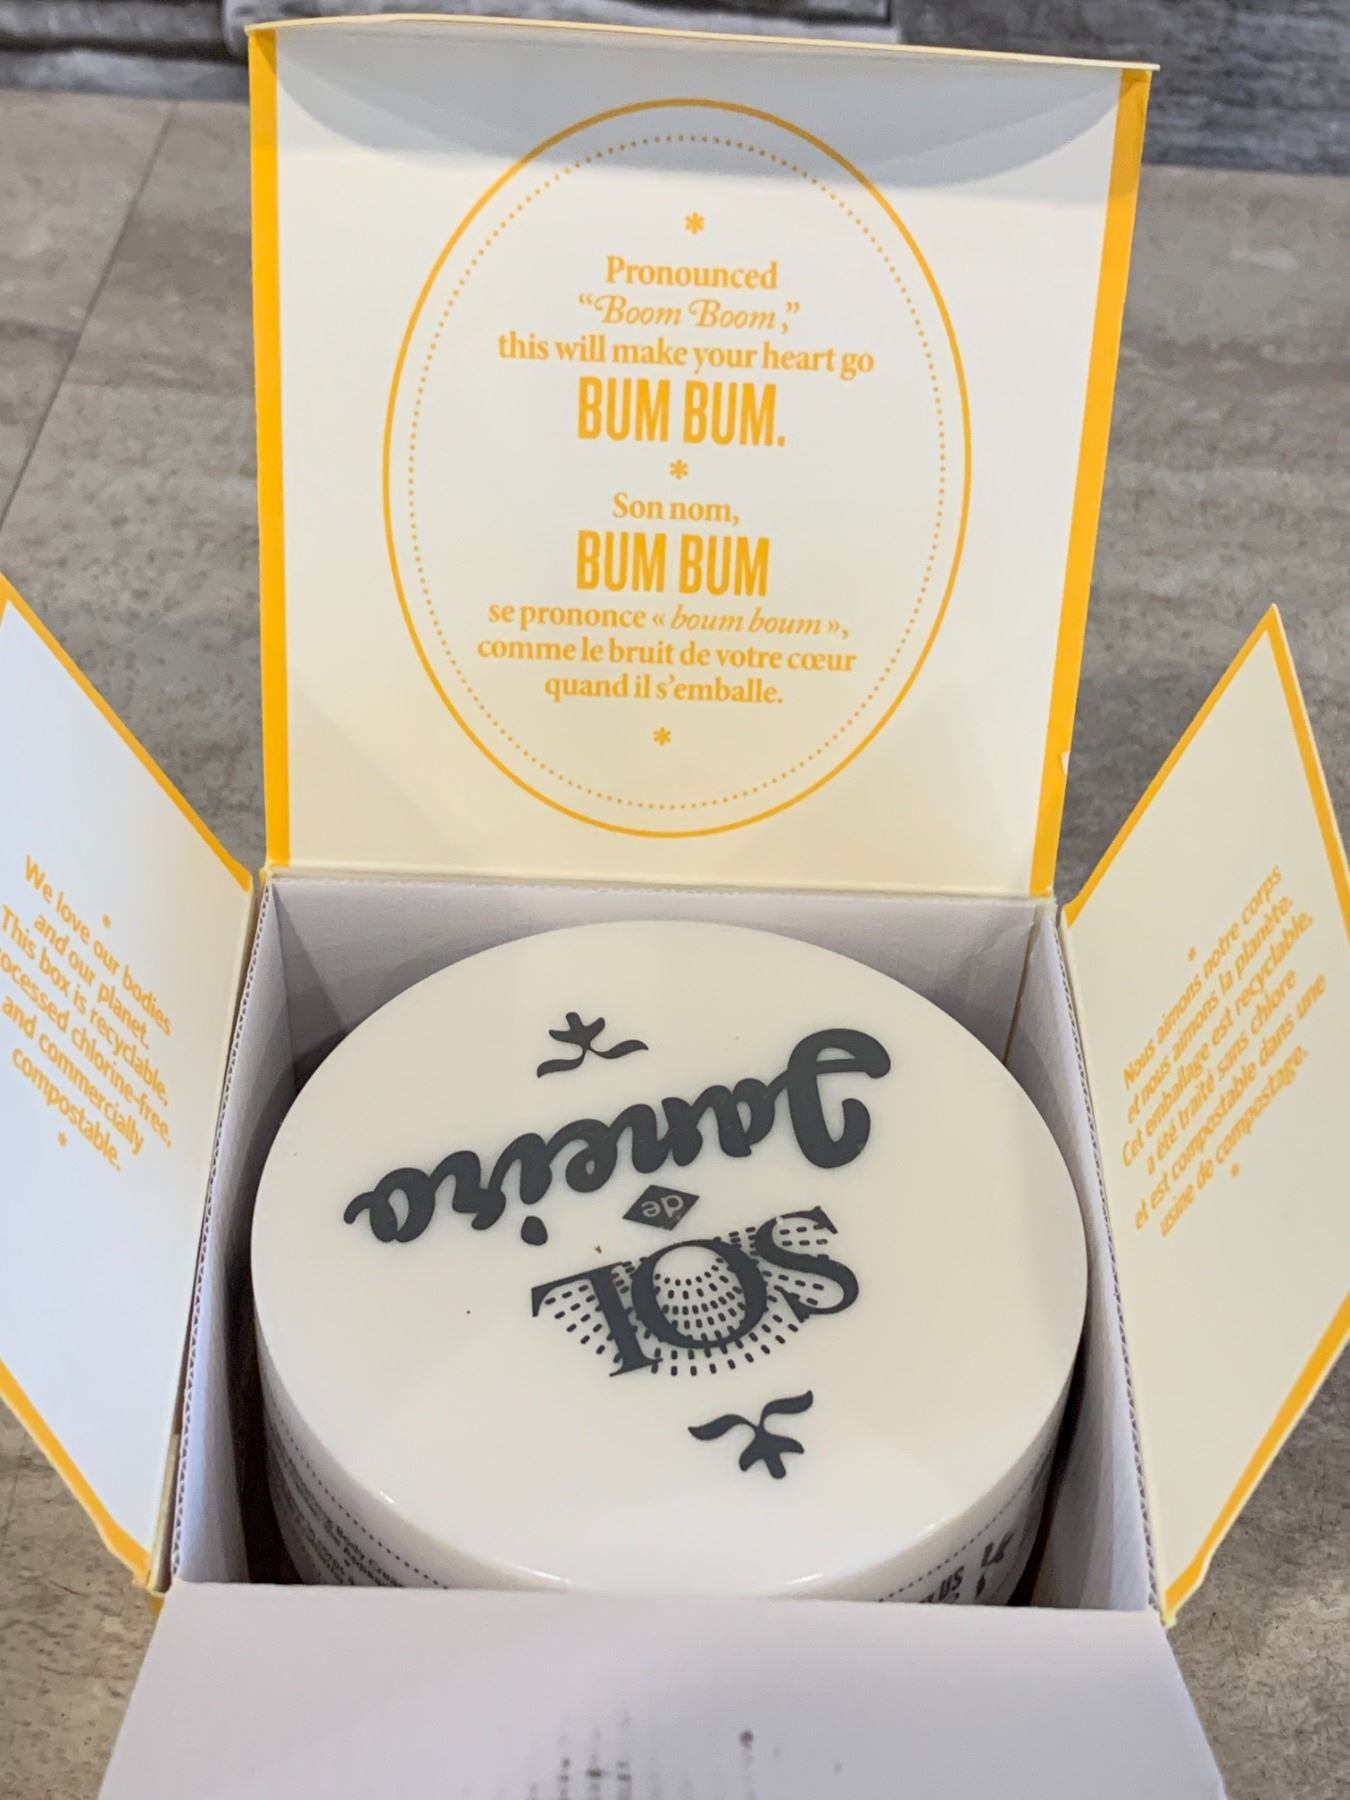 *
Pronounced
“Boom Boom,”
this will make your heart go
BUM BUM.
*
Son nom,
BUM BUM
se prononce « boum boum »,
comme le bruit de votre cœur
quand il s’emballe.
*
*
We love our bodies
and our planet.
This box is recyclable,
chlorine-free,
and commercially
compostable.
*
*
Nous aimons notre corps
et nous aimons la planète.
Cet emballage est recyclable,
a été traité sans chlore
et est compostable dans une
usine de compostage.
*
SOL
de
Janeiro